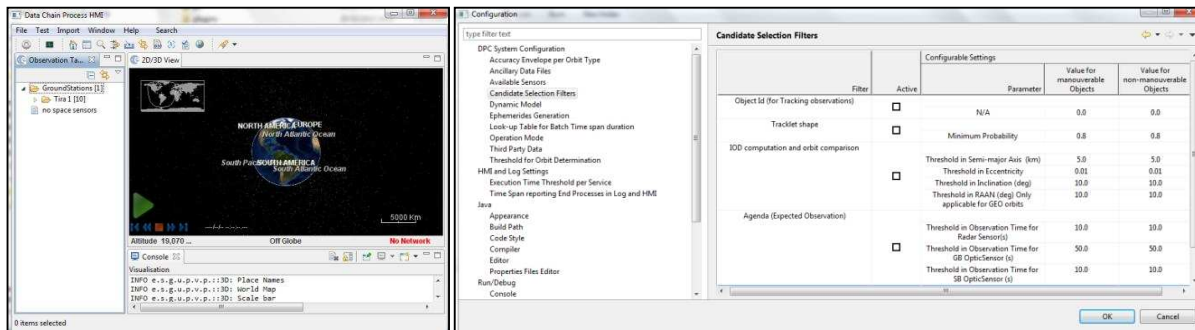 Data Chain Process HMI
File Test Import Window Help Search
Observation Ta...
GroundStations [1]
Tira 1 [10]
no space sensors
2D/3D View
NORTH AMERICA EUROPE
North Atlantic Ocean
South Pac SOUTH AMERICA
South Atlantic Ocean
5000 Km
Altitude 19,070 ... Off Globe No Network
Console
Visualisation
INFO e.s.g.u.p.v.p.::3D: Place Names
INFO e.s.g.u.p.v.p.::3D: World Map
INFO e.s.g.u.p.v.p.::3D: Scale bar
0 items selected
Configuration
type filter text
DPC System Configuration
Accuracy Envelope per Orbit Type
Ancillary Data Files
Available Sensors
Candidate Selection Filters
Dynamic Model
Ephemerides Generation
Look-up Table for Batch Time span duration
Operation Mode
Third Party Data
Threshold for Orbit Determination
HMI and Log Settings
Execution Time Threshold per Service
Time Span reporting End Processes in Log and HMI
Java
Appearance
Build Path
Code Style
Compiler
Editor
Properties Files Editor
Run/Debug
Console
Candidate Selection Filters
Configurable Settings
Filter Active Parameter Value for manouverable Objects Value for non-manouverable Objects
Object Id (for Tracking observations)
N/A 0.0 0.0
Tracklet shape
Minimum Probability 0.8 0.8
IOD computation and orbit comparison
Threshold in Semi-major Axis (km) 5.0 5.0
Threshold in Eccentricity 0.01 0.01
Threshold in Inclination (deg) 10.0 10.0
Threshold in RAAN (deg) Only applicable for GEO orbits 10.0 10.0
Agenda (Expected Observation)
Threshold in Observation Time for Radar Sensor(s) 10.0 10.0
Threshold in Observation Time for GB OpticSensor (s) 50.0 50.0
Threshold in Observation Time for SB OpticSensor (s) 10.0 10.0
OK Cancel